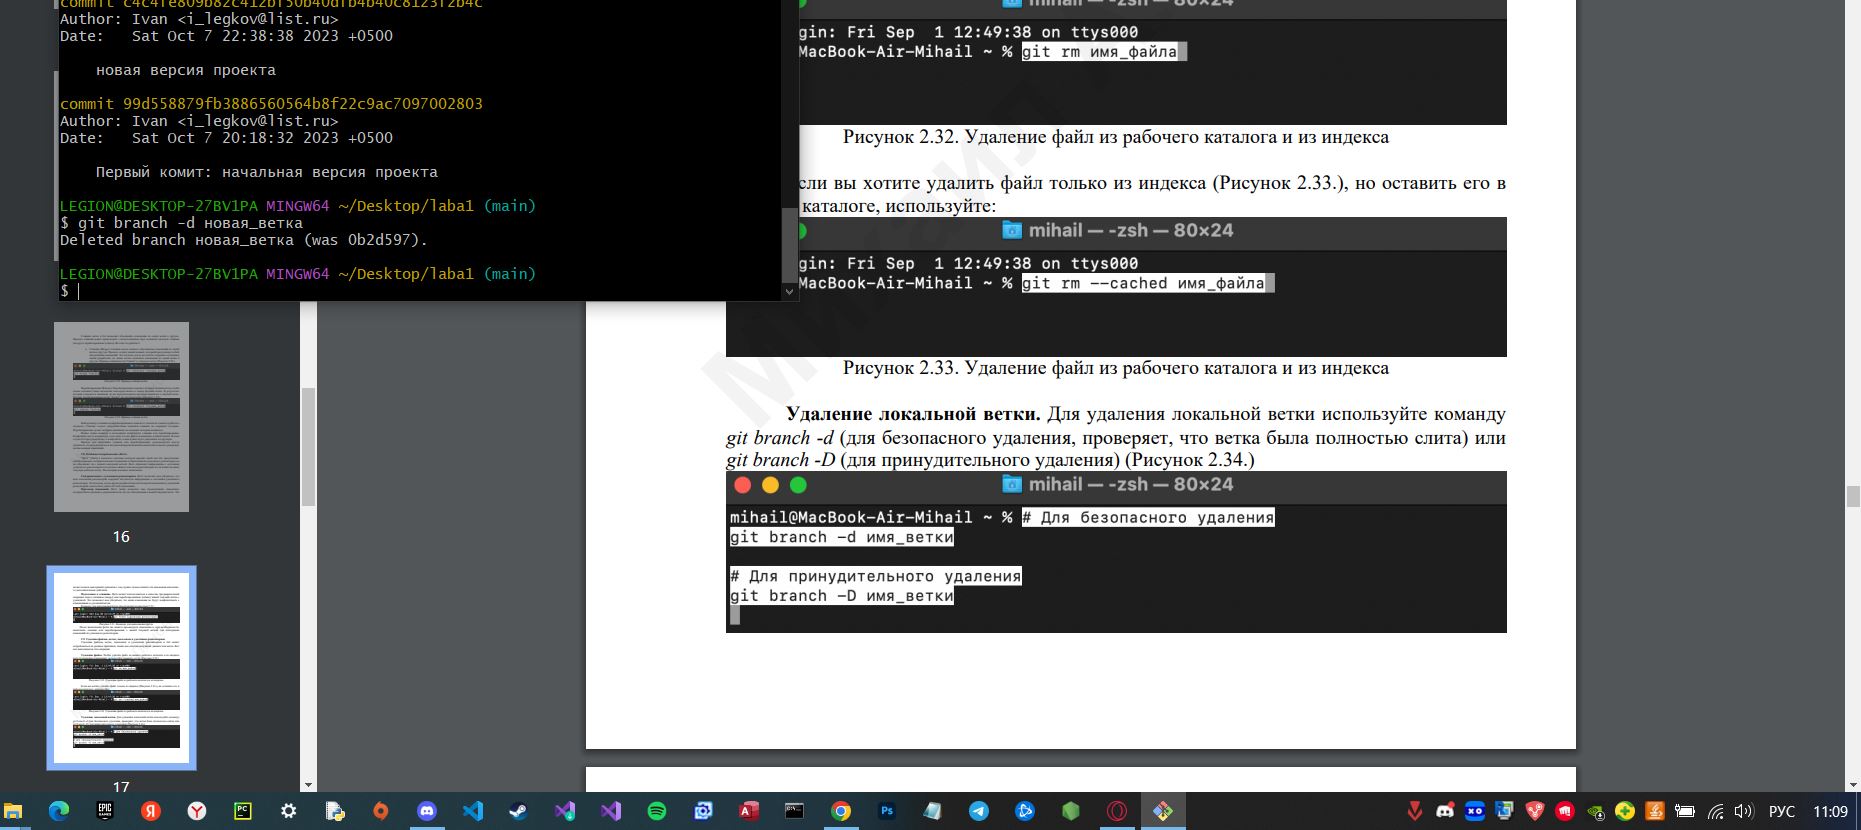 commit c4c4fe809b82c412bf50b40dfb4b40c8123f2b4c
Author: Ivan <i_legkov@list.ru>
Date:   Sat Oct 7 22:38:38 2023 +0500
новая версия проекта
commit 99d558879fb3886560564b8f22c9ac7097002803
Author: Ivan <i_legkov@list.ru>
Date:   Sat Oct 7 20:18:32 2023 +0500
Первый комит: начальная версия проекта
LEGION@DESKTOP-27BV1PA MINGW64 ~/Desktop/laba1 (main)
$ git branch -d новая_ветка
Deleted branch новая_ветка (was 0b2d597).
LEGION@DESKTOP-27BV1PA MINGW64 ~/Desktop/laba1 (main)
$
16
17
mihail — -zsh — 80×24
gin: Fri Sep  1 12:49:38 on ttys000
MacBook-Air-Mihail ~ % git rm имя_файла
Рисунок 2.32. Удаление файл из рабочего каталога и из индекса
сли вы хотите удалить файл только из индекса (Рисунок 2.33.), но оставить его в
каталоге, используйте:
mihail — -zsh — 80×24
gin: Fri Sep  1 12:49:38 on ttys000
MacBook-Air-Mihail ~ % git rm --cached имя_файла
Рисунок 2.33. Удаление файл из рабочего каталога и из индекса
Удаление локальной ветки. Для удаления локальной ветки используйте команду
git branch -d (для безопасного удаления, проверяет, что ветка была полностью слита) или
git branch -D (для принудительного удаления) (Рисунок 2.34.)
mihail — -zsh — 80×24
mihail@MacBook-Air-Mihail ~ % # Для безопасного удаления
git branch -d имя_ветки
# Для принудительного удаления
git branch -D имя_ветки
РУС
11:09